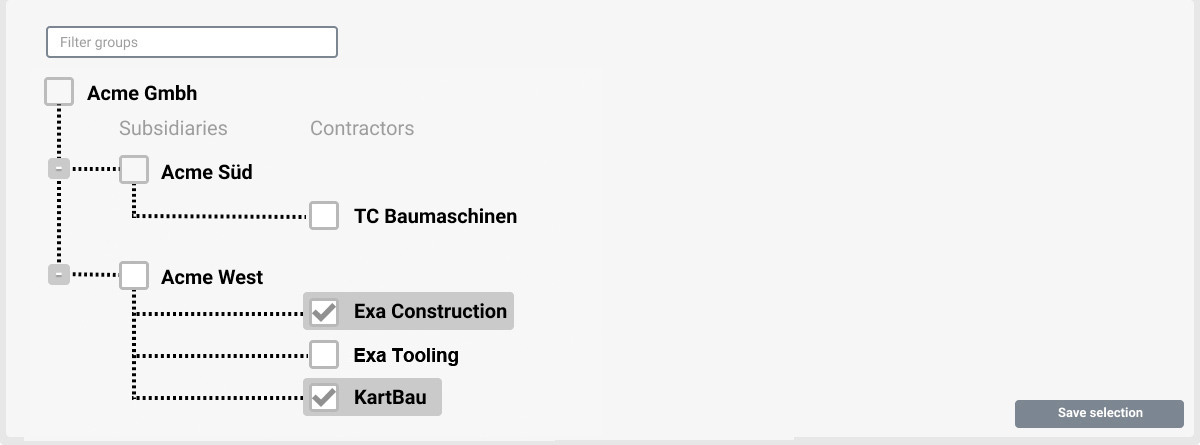 Filter groups
Acme Gmbh
Subsidiaries Contractors
Acme Süd
TC Baumaschinen
Acme West
Exa Construction
Exa Tooling
KartBau
Save selection